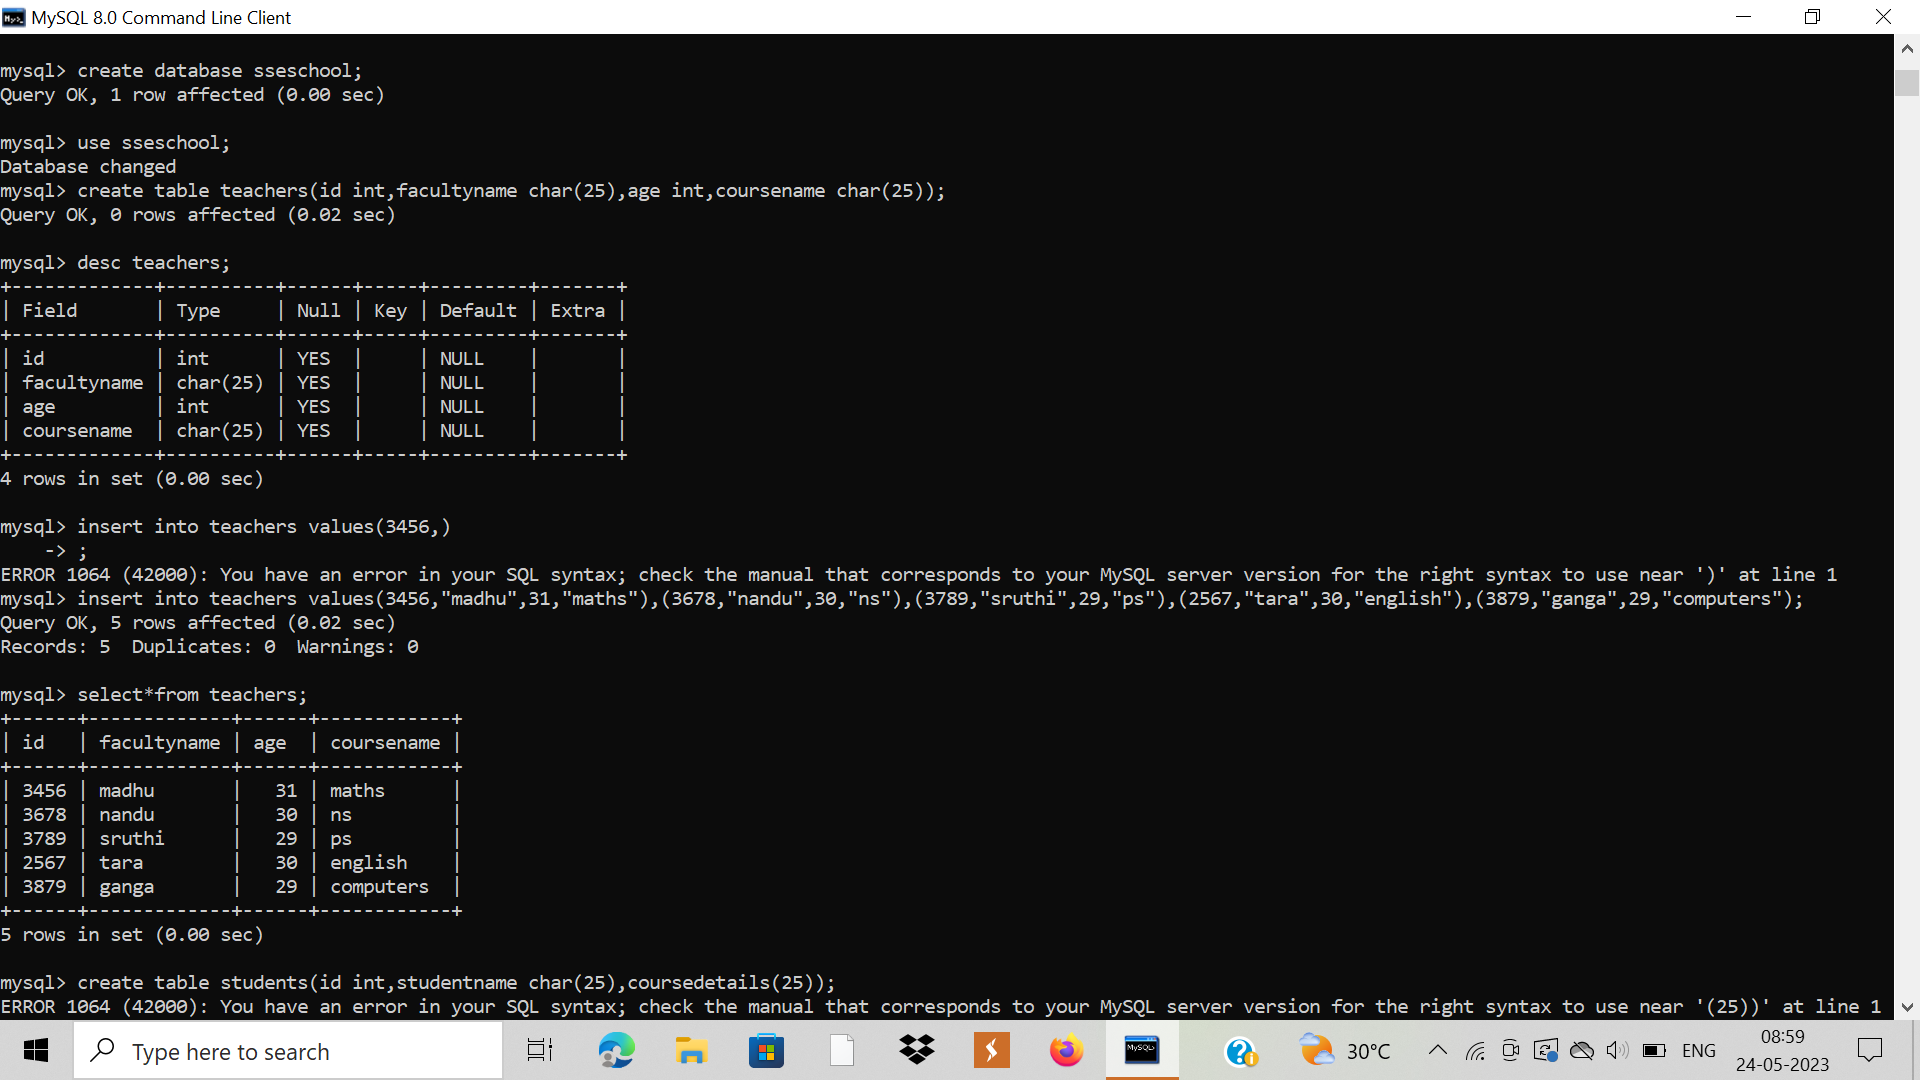 MySQL 8.0 Command Line Client
mysql> create database sseschool;
Query OK, 1 row affected (0.00 sec)
mysql> use sseschool;
Database changed
mysql> create table teachers(id int,facultyname char(25),age int,coursename char(25));
Query OK, 0 rows affected (0.02 sec)
mysql> desc teachers;
+-------------+----------+------+-----+---------+-------+
| Field       | Type     | Null | Key | Default | Extra |
+-------------+----------+------+-----+---------+-------+
| id          | int      | YES  |     | NULL    |       |
| facultyname | char(25) | YES  |     | NULL    |       |
| age         | int      | YES  |     | NULL    |       |
| coursename  | char(25) | YES  |     | NULL    |       |
+-------------+----------+------+-----+---------+-------+
4 rows in set (0.00 sec)
mysql> insert into teachers values(3456,)
    -> ;
ERROR 1064 (42000): You have an error in your SQL syntax; check the manual that corresponds to your MySQL server version for the right syntax to use near ')' at line 1
mysql> insert into teachers values(3456,"madhu",31,"maths"),(3678,"nandu",30,"ns"),(3789,"sruthi",29,"ps"),(2567,"tara",30,"english"),(3879,"ganga",29,"computers");
Query OK, 5 rows affected (0.02 sec)
Records: 5  Duplicates: 0  Warnings: 0
mysql> select*from teachers;
+------+-------------+------+------------+
| id   | facultyname | age  | coursename |
+------+-------------+------+------------+
| 3456 | madhu       |   31 | maths      |
| 3678 | nandu       |   30 | ns         |
| 3789 | sruthi      |   29 | ps         |
| 2567 | tara        |   30 | english    |
| 3879 | ganga       |   29 | computers  |
+------+-------------+------+------------+
5 rows in set (0.00 sec)
mysql> create table students(id int,studentname char(25),coursedetails(25));
ERROR 1064 (42000): You have an error in your SQL syntax; check the manual that corresponds to your MySQL server version for the right syntax to use near '(25))' at line 1
Type here to search
30°C
ENG
08:59
24-05-2023